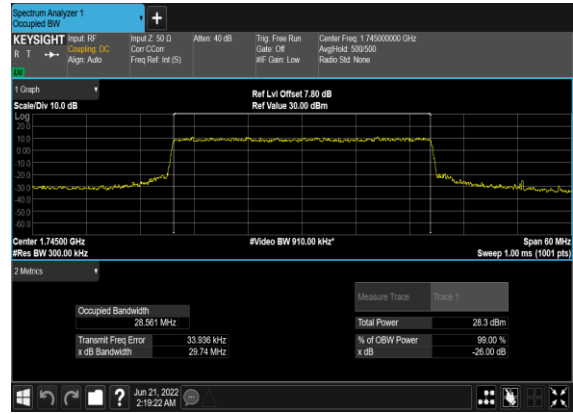 Spectrum Analyzer 1
Occupied BW
+
KEYSIGHT
R T
LW
Input: RF
Coupling: DC
Align: Auto
Input Z: 50 Ω
Corr CCorr
Freq Ref: Int (S)
Atten: 40 dB
Trig: Free Run
Gate: Off
#IF Gain: Low
Center Freq: 1.745000000 GHz
Avg|Hold: 500/500
Radio Std: None
1 Graph
Scale/Div 10.0 dB
Ref Lvl Offset 7.80 dB
Ref Value 30.00 dBm
Log
20.0
10.0
0.00
-10.0
-20.0
-30.0
-40.0
-50.0
-60.0
Center 1.74500 GHz
#Res BW 300.00 kHz
#Video BW 910.00 kHz*
Span 60 MHz
Sweep 1.00 ms (1001 pts)
2 Metrics
Measure Trace Trace 1
Occupied Bandwidth
28.561 MHz
Total Power 28.3 dBm
Transmit Freq Error 33.936 kHz
% of OBW Power 99.00 %
x dB Bandwidth 29.74 MHz
x dB -26.00 dB
?
Jun 21, 2022
2:19:22 AM